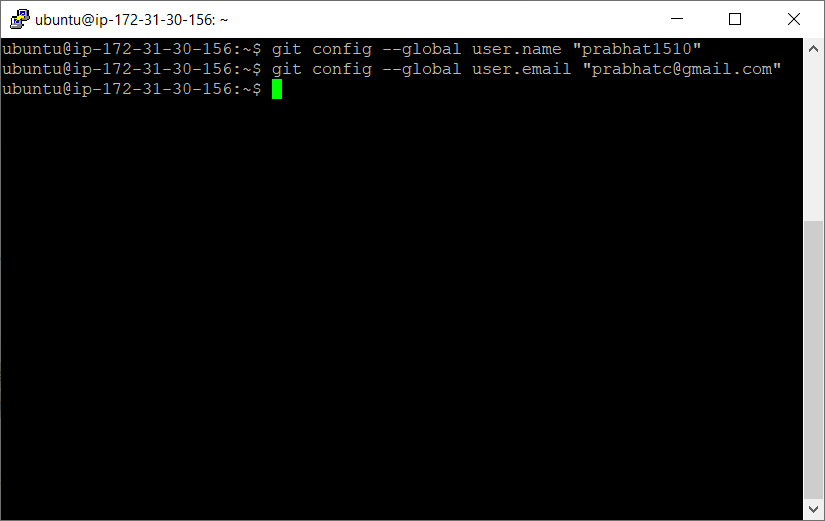 ubuntu@ip-172-31-30-156: ~
ubuntu@ip-172-31-30-156:~$ git config --global user.name "prabhat1510"
ubuntu@ip-172-31-30-156:~$ git config --global user.email "prabhatc@gmail.com"
ubuntu@ip-172-31-30-156:~$